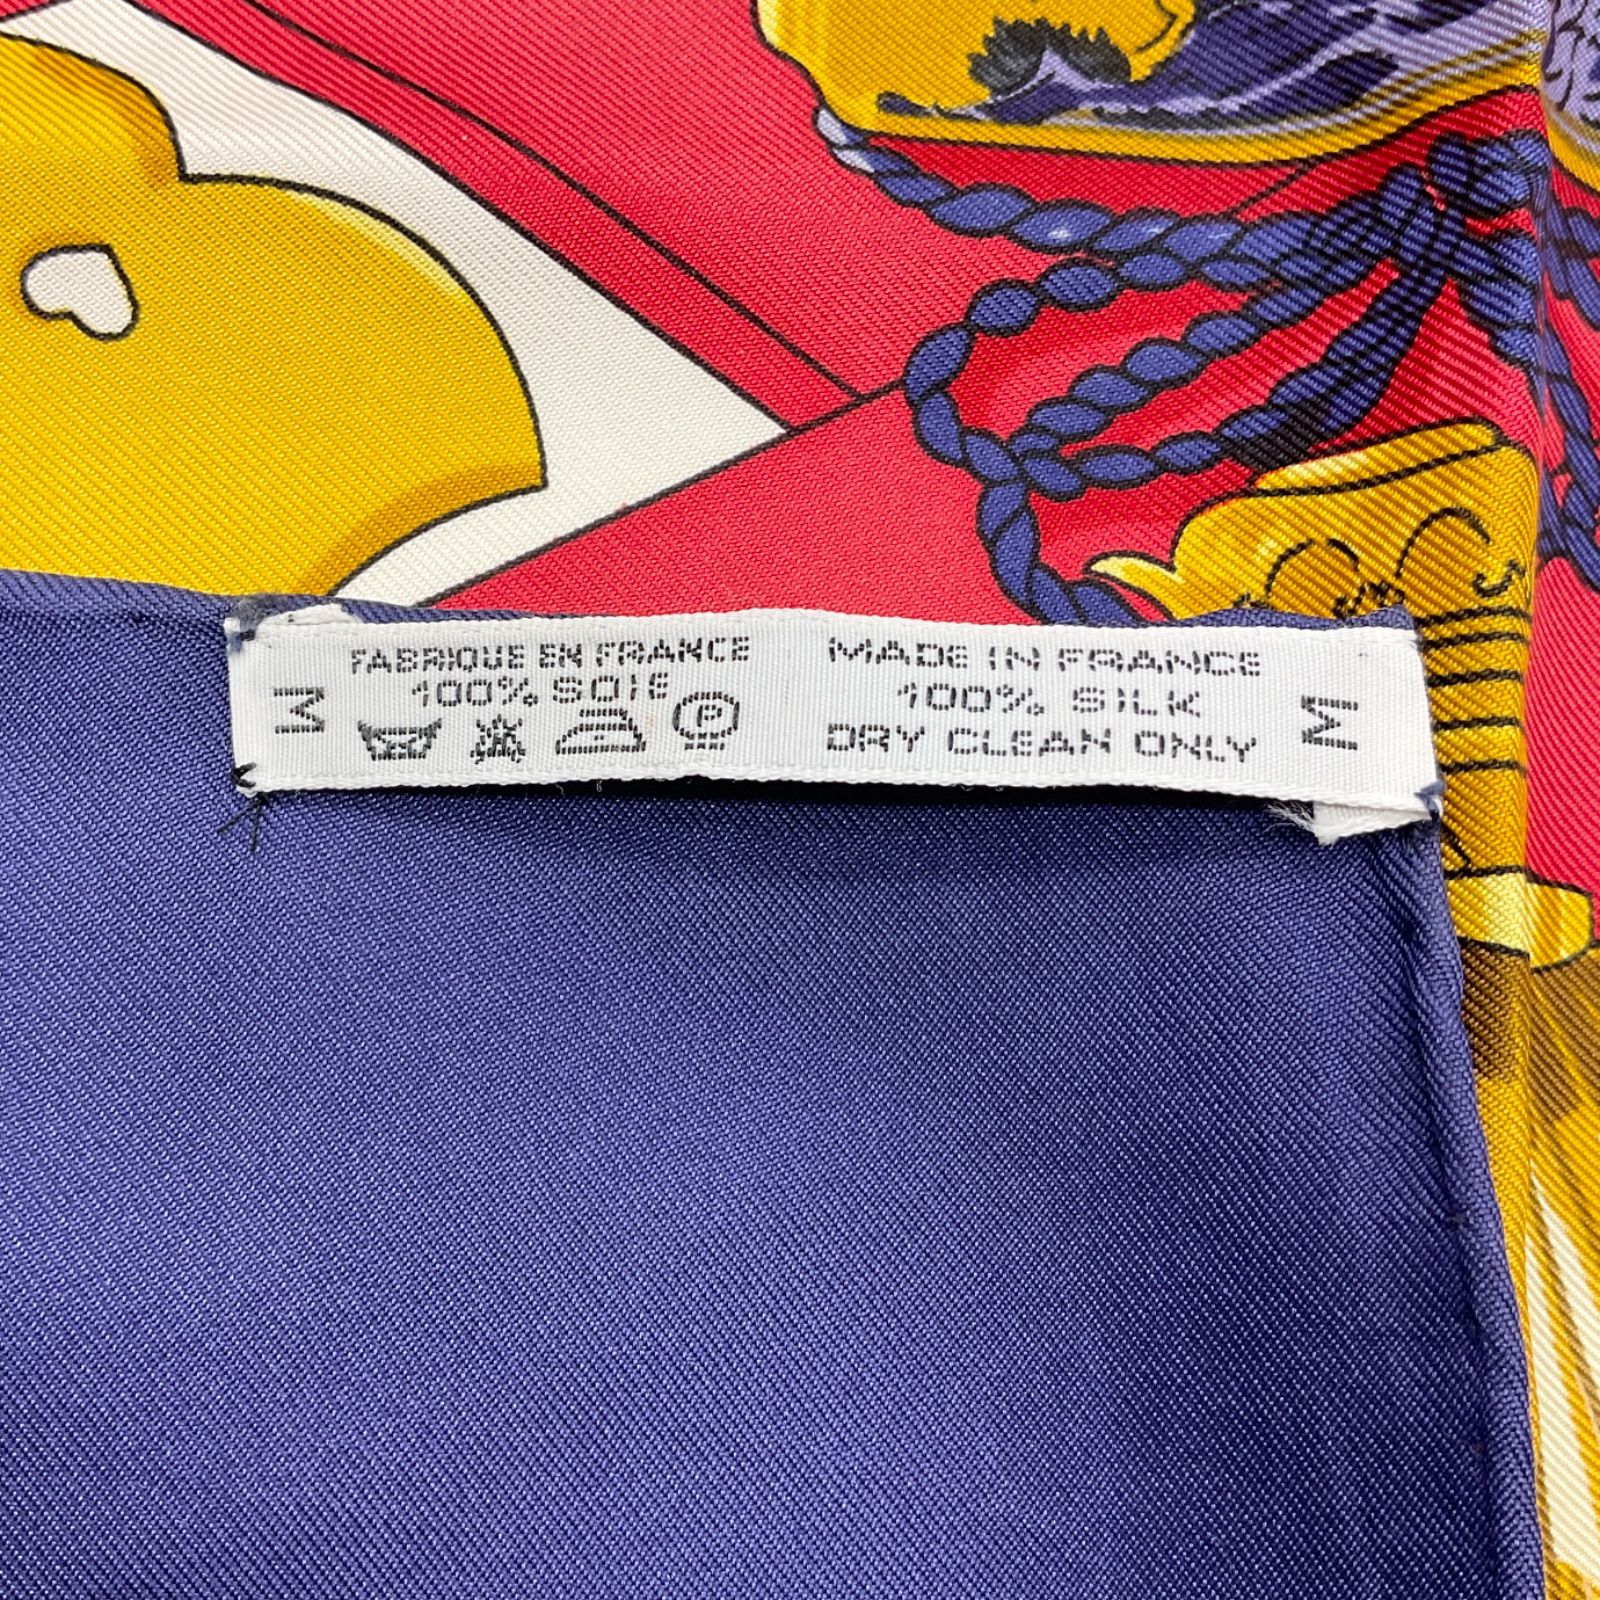 FABRIQUE EN FRANCE
100% SOIE
M
P
MADE IN FRANCE
100% SILK
DRY CLEAN ONLY
M